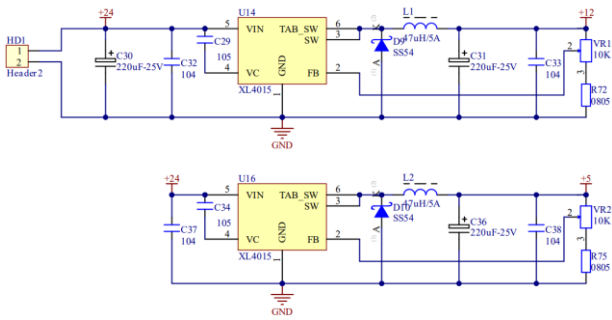 +24
U14
L1
+12
HD1
1
2
Header2
C30
220uF-25V
C32
104
C29
105
5
VIN
4
VC
TAB_SW
6
SW
3
GND
1
FB
2
XL4015
D9
SS54
A
47uH/5A
C31
220uF-25V
C33
104
2
VR1
10K
3
R72
0805
GND
+24
U16
L2
+5
C37
104
C34
105
5
VIN
4
VC
TAB_SW
6
SW
3
GND
1
FB
2
XL4015
D10
SS54
A
47uH/5A
C36
220uF-25V
C38
104
2
VR2
10K
3
R75
0805
GND